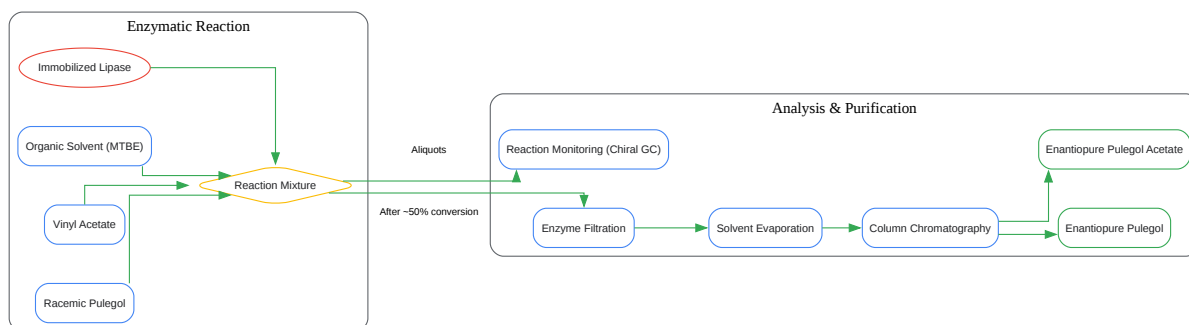 Enzymatic Reaction
Immobilized Lipase
Organic Solvent (MTBE)
Reaction Mixture
Vinyl Acetate
Racemic Pulegol
Aliquots
After ~50% conversion
Analysis & Purification
Reaction Monitoring (Chiral GC)
Enantiopure Pulegol Acetate
Enzyme Filtration
Solvent Evaporation
Column Chromatography
Enantiopure Pulegol